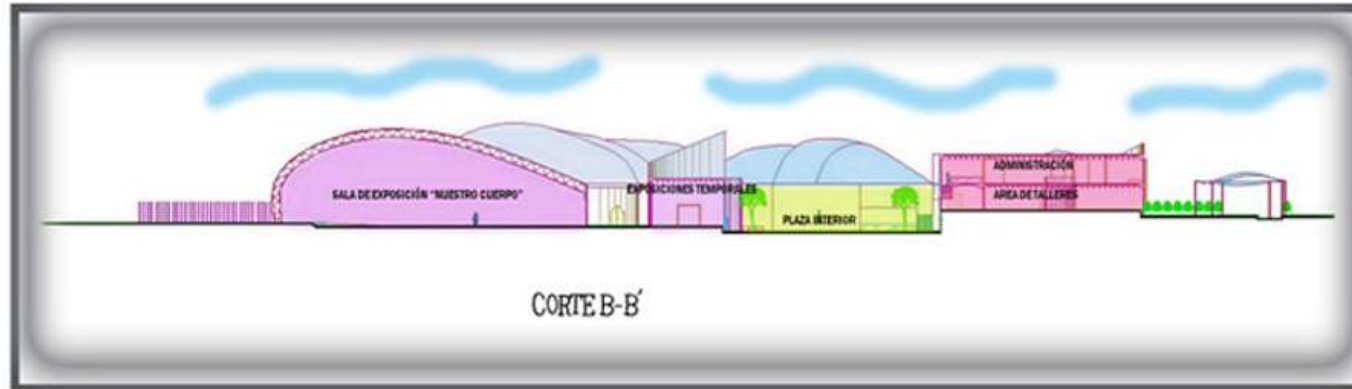 SALA DE EXPOSICIÓN "NUESTRO CUERPO"
EXPOSICIONES TEMPORALES
PLAZA INTERIOR
ADMINISTRACIÓN
AREA DE TALLERES
CORTE B-B'